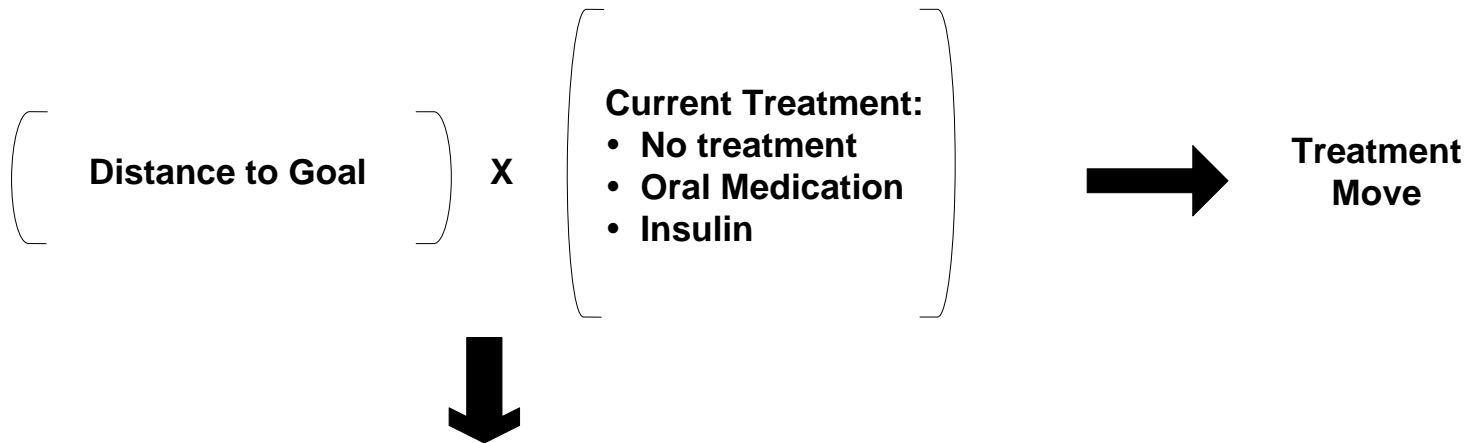 Distance to Goal
X
Current Treatment:
• No treatment
• Oral Medication
• Insulin
Treatment
Move